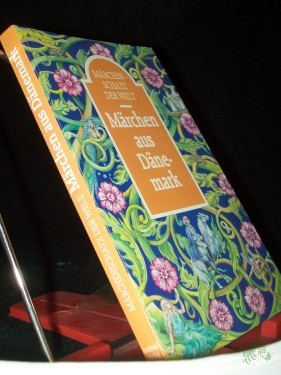 MÄRCHEN
SCHATZ
DER WELT
Märchen
aus
Däne-
mark
Märchen aus Dänemark
MÄRCHENSCHATZ DER WELT